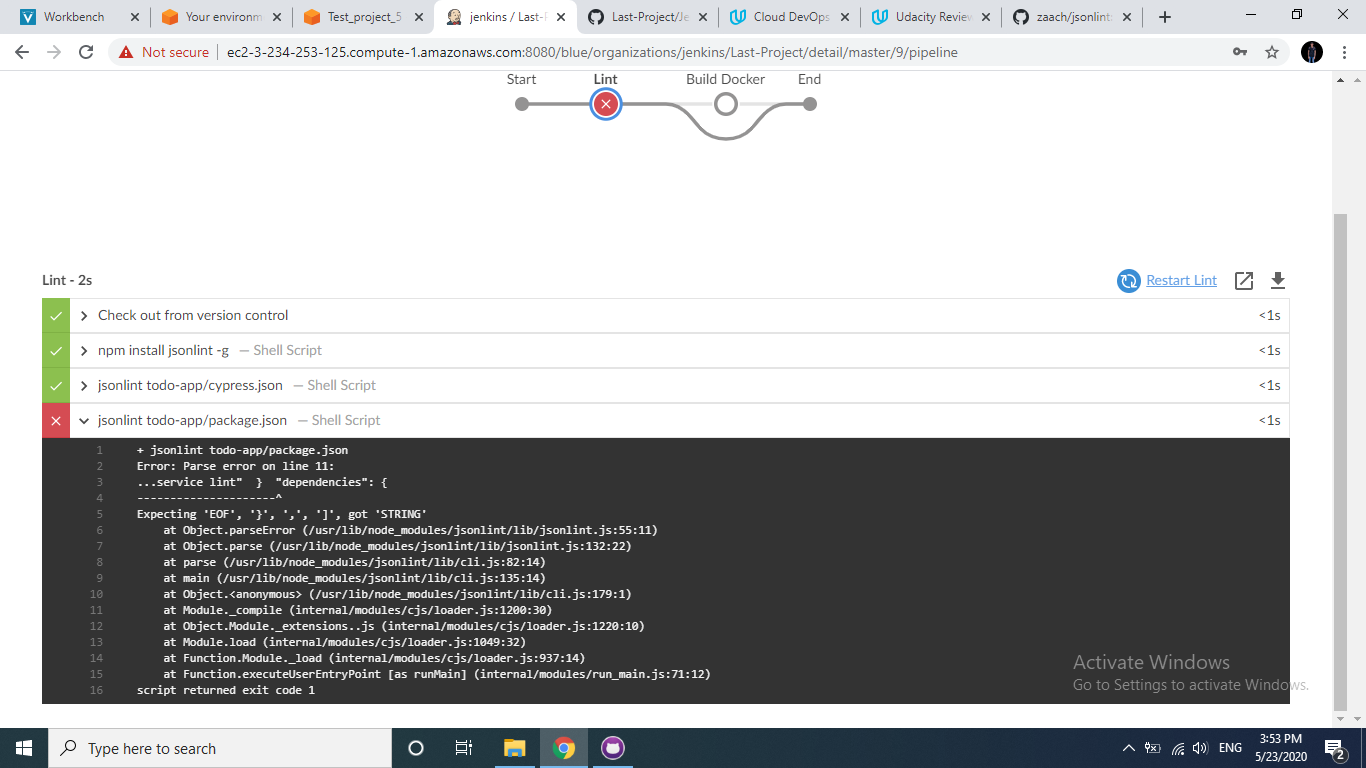 Workbench
Your environm
Test_project_5
jenkins / Last-P
Last-Project/Je
Cloud DevOps
Udacity Review
zaach/jsonlint:
Not secure
ec2-3-234-253-125.compute-1.amazonaws.com:8080/blue/organizations/jenkins/Last-Project/detail/master/9/pipeline
Start Lint Build Docker End
Lint - 2s
Restart Lint
Check out from version control <1s
npm install jsonlint -g — Shell Script <1s
jsonlint todo-app/cypress.json — Shell Script <1s
jsonlint todo-app/package.json — Shell Script <1s
1 + jsonlint todo-app/package.json
2 Error: Parse error on line 11:
3 ...service lint"  }  "dependencies": {
4 ---------------------^
5 Expecting 'EOF', '}', ',', ']', got 'STRING'
6 at Object.parseError (/usr/lib/node_modules/jsonlint/lib/jsonlint.js:55:11)
7 at Object.parse (/usr/lib/node_modules/jsonlint/lib/jsonlint.js:132:22)
8 at parse (/usr/lib/node_modules/jsonlint/lib/cli.js:82:14)
9 at main (/usr/lib/node_modules/jsonlint/lib/cli.js:135:14)
10 at Object.<anonymous> (/usr/lib/node_modules/jsonlint/lib/cli.js:179:1)
11 at Module._compile (internal/modules/cjs/loader.js:1200:30)
12 at Object.Module._extensions..js (internal/modules/cjs/loader.js:1220:10)
13 at Module.load (internal/modules/cjs/loader.js:1049:32)
14 at Function.Module._load (internal/modules/cjs/loader.js:937:14)
15 at Function.executeUserEntryPoint [as runMain] (internal/modules/run_main.js:71:12)
16 script returned exit code 1
Activate Windows
Go to Settings to activate Windows.
Type here to search
ENG
3:53 PM
5/23/2020
2